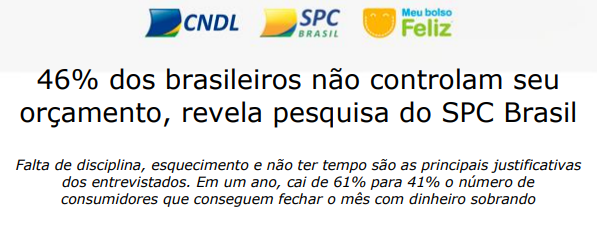 CNDL SPC BRASIL Meu bolso Feliz
46% dos brasileiros não controlam seu
orçamento, revela pesquisa do SPC Brasil
Falta de disciplina, esquecimento e não ter tempo são as principais justificativas
dos entrevistados. Em um ano, cai de 61% para 41% o número de
consumidores que conseguem fechar o mês com dinheiro sobrando